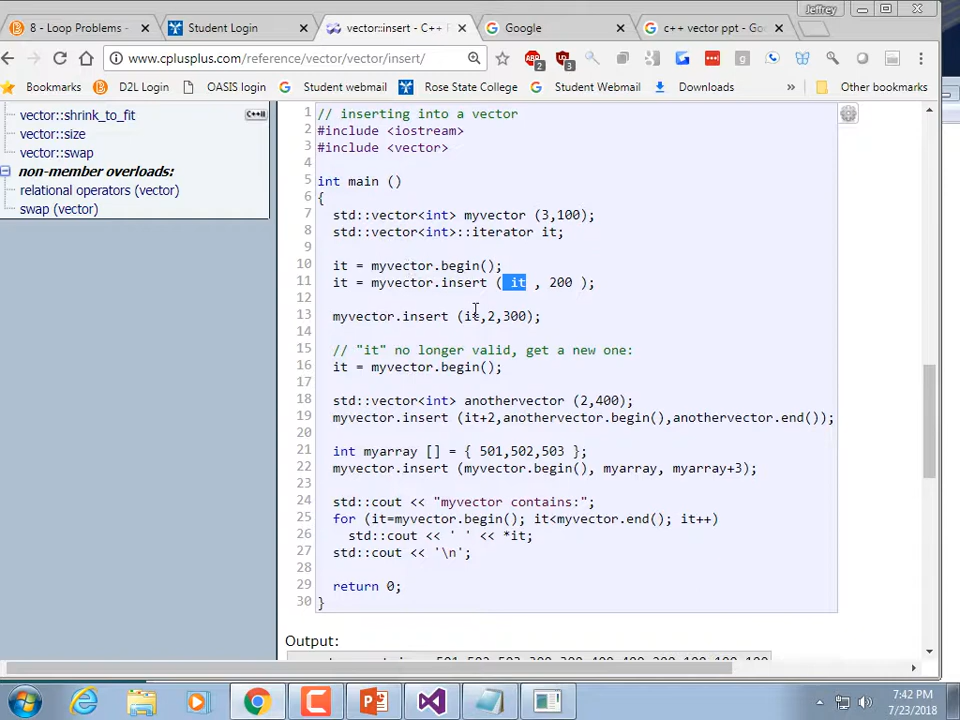 Jeffrey
8 - Loop Problems -
Student Login
vector::insert - C++ F
Google
c++ vector ppt - Goo
www.cplusplus.com/reference/vector/vector/insert/
Bookmarks D2L Login OASIS login Student webmail Rose State College Student Webmail Downloads » Other bookmarks
vector::shrink_to_fit
vector::size
vector::swap
non-member overloads:
relational operators (vector)
swap (vector)
1 // inserting into a vector
2 #include <iostream>
3 #include <vector>
4
5 int main ()
6 {
7 std::vector<int> myvector (3,100);
8 std::vector<int>::iterator it;
9
10 it = myvector.begin();
11 it = myvector.insert ( it , 200 );
12
13 myvector.insert (it,2,300);
14
15 // "it" no longer valid, get a new one:
16 it = myvector.begin();
17
18 std::vector<int> anothervector (2,400);
19 myvector.insert (it+2,anothervector.begin(),anothervector.end());
20
21 int myarray [] = { 501,502,503 };
22 myvector.insert (myvector.begin(), myarray, myarray+3);
23
24 std::cout << "myvector contains:";
25 for (it=myvector.begin(); it<myvector.end(); it++)
26 std::cout << ' ' << *it;
27 std::cout << '\n';
28
29 return 0;
30 }
Output:
7:42 PM
7/23/2018